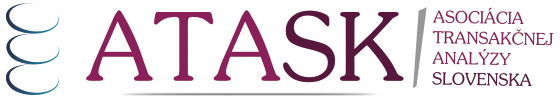 ATASK
ASOCIÁCIA
TRANSAKČNEJ
ANALÝZY
SLOVENSKA